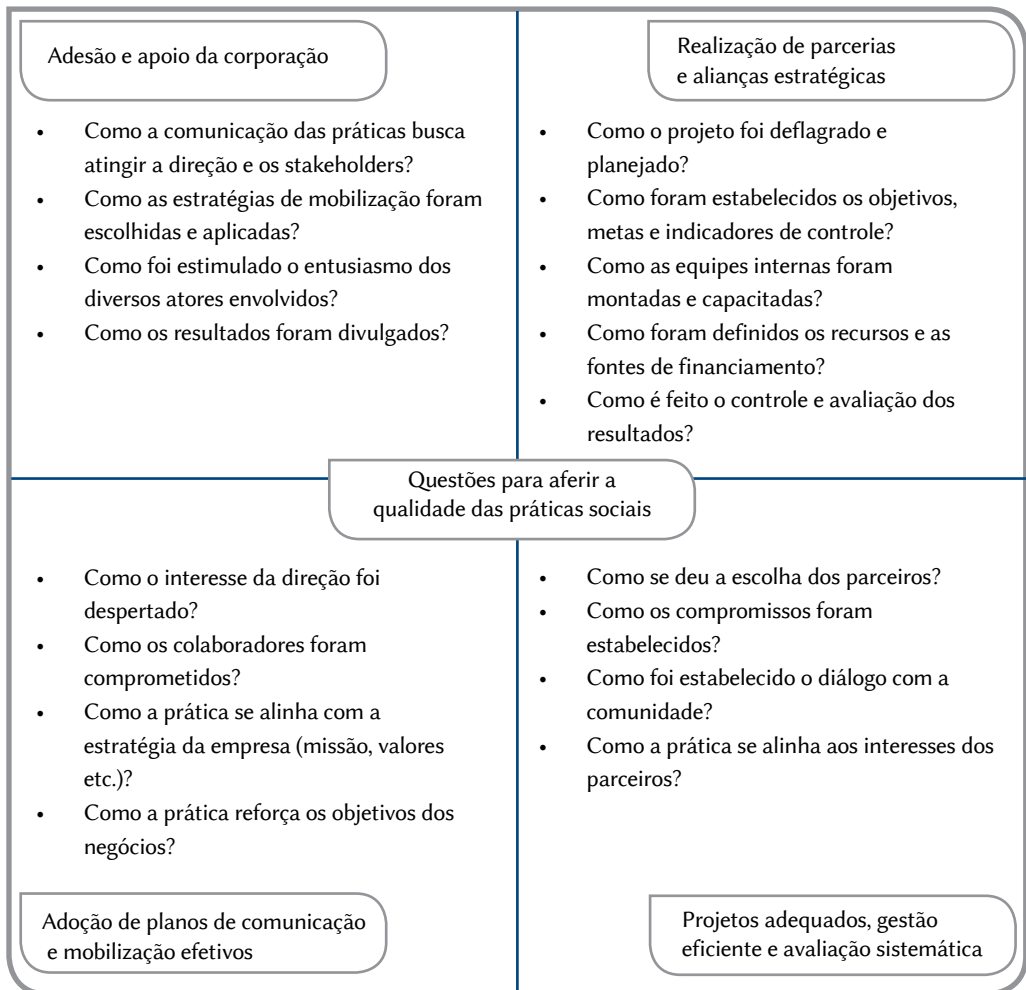 Adesão e apoio da corporação
• Como a comunicação das práticas busca
atingir a direção e os stakeholders?
• Como as estratégias de mobilização foram
escolhidas e aplicadas?
• Como foi estimulado o entusiasmo dos
diversos atores envolvidos?
• Como os resultados foram divulgados?
Realização de parcerias
e alianças estratégicas
• Como o projeto foi deflagrado e
planejado?
• Como foram estabelecidos os objetivos,
metas e indicadores de controle?
• Como as equipes internas foram
montadas e capacitadas?
• Como foram definidos os recursos e as
fontes de financiamento?
• Como é feito o controle e avaliação dos
resultados?
Questões para aferir a
qualidade das práticas sociais
• Como o interesse da direção foi
despertado?
• Como os colaboradores foram
comprometidos?
• Como a prática se alinha com a
estratégia da empresa (missão, valores
etc.)?
• Como a prática reforça os objetivos dos
negócios?
Adoção de planos de comunicação
e mobilização efetivos
• Como se deu a escolha dos parceiros?
• Como os compromissos foram
estabelecidos?
• Como foi estabelecido o diálogo com a
comunidade?
• Como a prática se alinha aos interesses dos
parceiros?
Projetos adequados, gestão
eficiente e avaliação sistemática